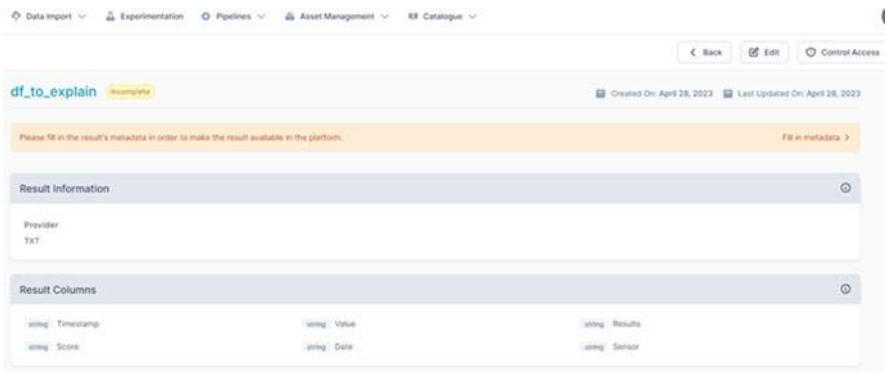 Data Import Experimentation Pipelines Asset Management Catalogue
Back Edit Control Access
df_to_explain Incomplete Created On: April 28, 2023 Last Updated On: April 28, 2023
Please fill in the result's metadata in order to make the result available in the platform. Fill in metadata >
Result Information
Provider
TXT
Result Columns
string Timestamp string Value string Results
string Score string Date string Sensor